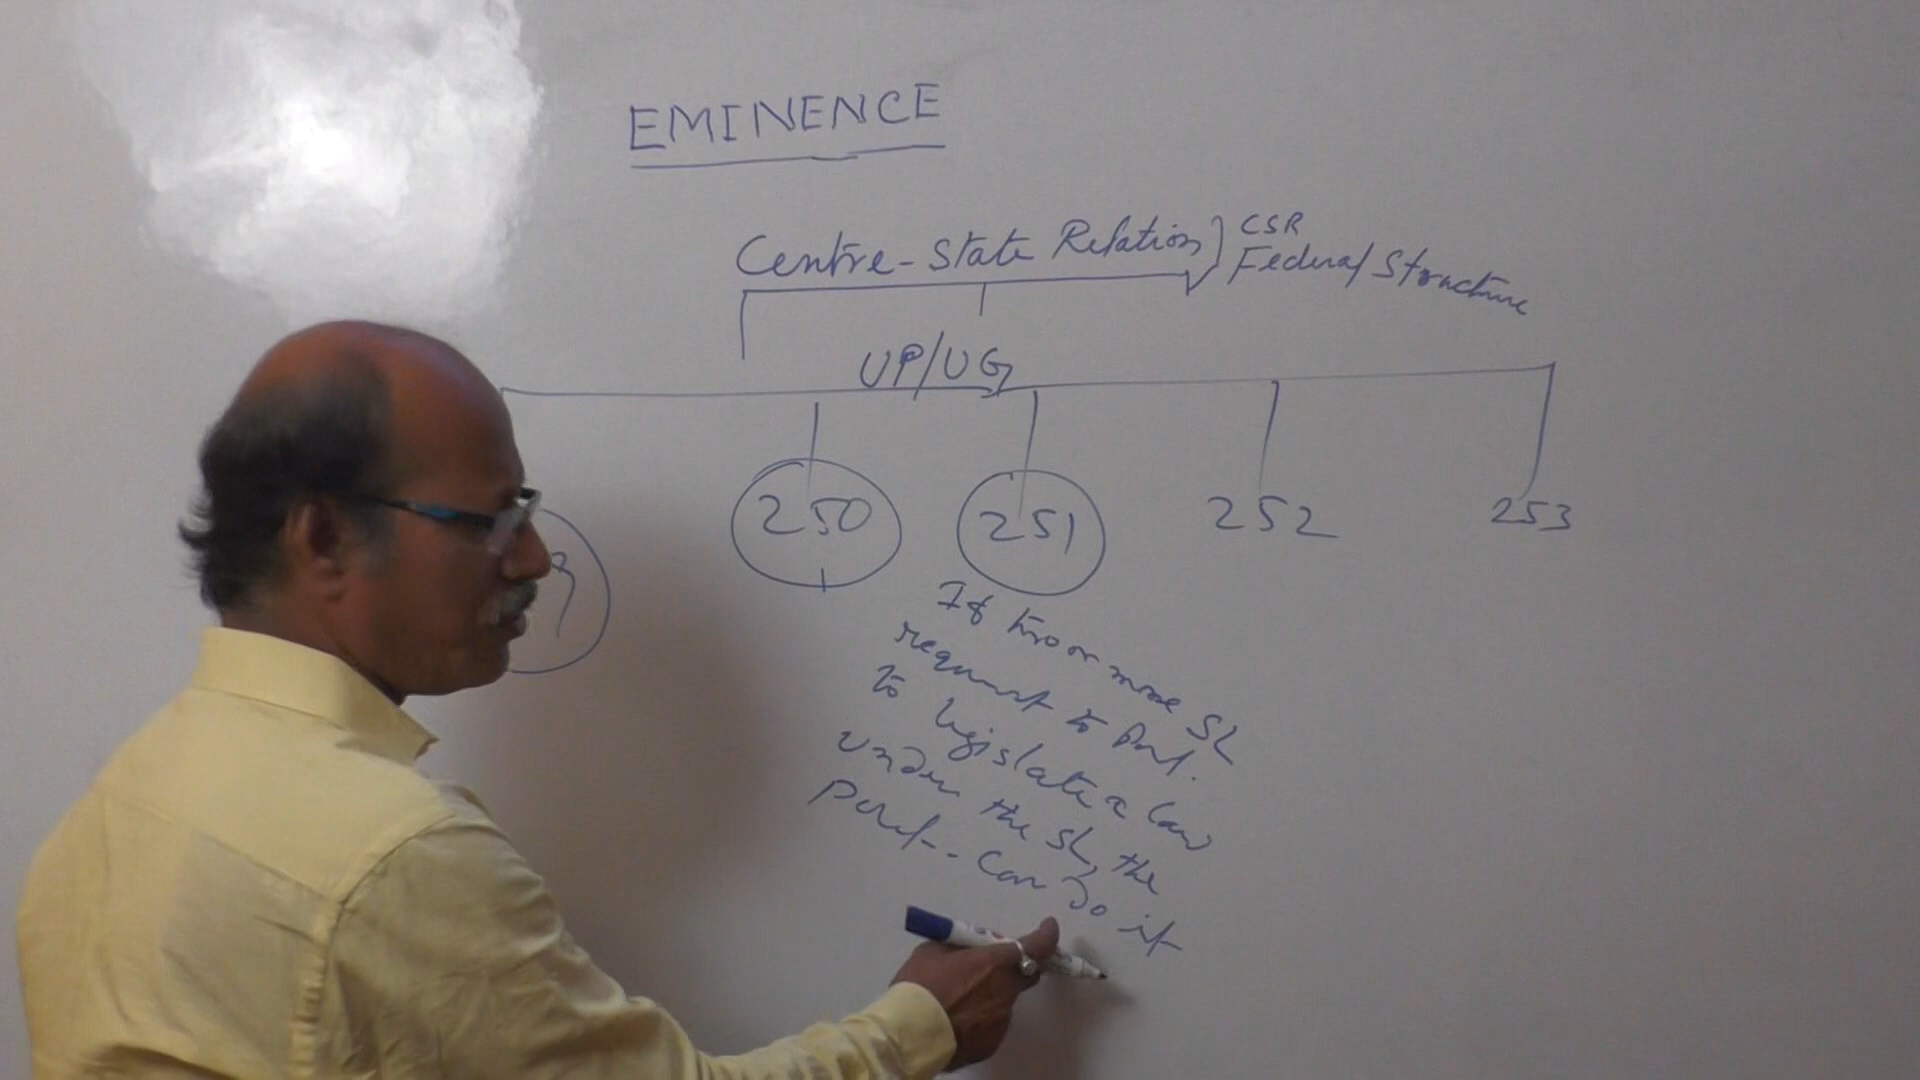 EMINENCE
Centre-State Relation
CSR
Federal Structure
UP/UG
250
251
252
253
If two or more SL
request to Parl.
to legislate a law
under the SL, the
Parl. Can do it